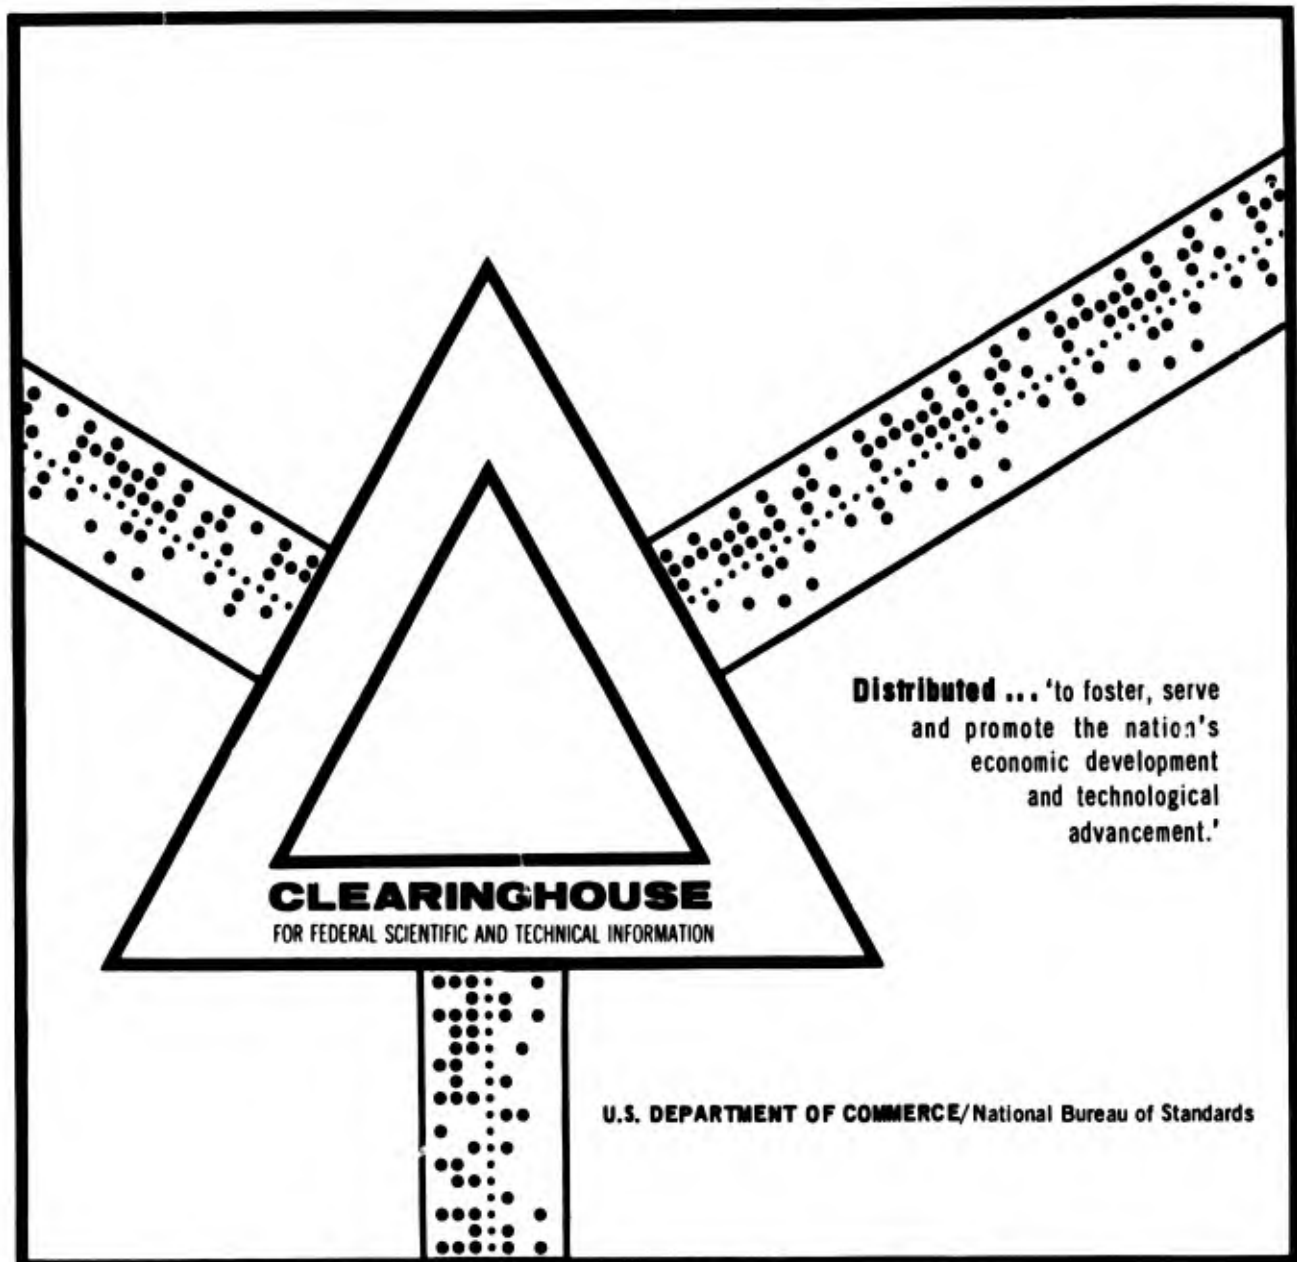 Distributed ... 'to foster, serve
and promote the nation's
economic development
and technological
advancement.'
CLEARINGHOUSE
FOR FEDERAL SCIENTIFIC AND TECHNICAL INFORMATION
U.S. DEPARTMENT OF COMMERCE/National Bureau of Standards